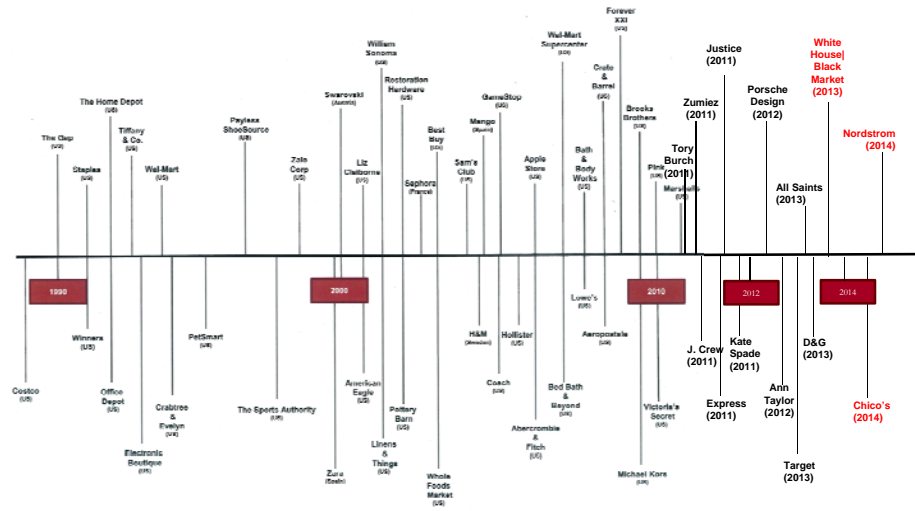 Forever
XXI
(US)
William
Sonoma
(US)
Wal-Mart
Supercenter
(US)
White
House|
Black
Market
(2013)
Justice
(2011)
Crate
&
Barrel
(US)
Restoration
Hardware
(US)
Swarovski
(Austria)
GameStop
(US)
Porsche
Design
(2012)
The Home Depot
(US)
Zumiez
(2011)
Brooks
Brothers
(US)
Payless
ShoeSource
(US)
Mango
(Spain)
Tiffany
& Co.
(US)
Best
Buy
(US)
The Gap
(US)
Nordstrom
(2014)
Tory
Burch
(2011)
Bath
&
Body
Works
(US)
Zale
Corp
(US)
Liz
Claiborne
(US)
Sam's
Club
(US)
Apple
Store
(US)
Staples
(US)
Wal-Mart
(US)
Pink
(US)
Sephora
(France)
Marshalls
(US)
All Saints
(2013)
1990
2000
2010
2012
2014
Lowe's
(US)
Winners
(US)
PetSmart
(US)
H&M
(Sweden)
Hollister
(US)
Aeropostale
(US)
J. Crew
(2011)
Kate
Spade
(2011)
D&G
(2013)
Costco
(US)
Office
Depot
(US)
American
Eagle
(US)
Coach
(US)
Bed Bath
&
Beyond
(US)
Ann
Taylor
(2012)
Crabtree
&
Evelyn
(US)
The Sports Authority
(US)
Pottery
Barn
(US)
Victoria's
Secret
(US)
Express
(2011)
Chico's
(2014)
Abercrombie
&
Fitch
(US)
Electronic
Boutique
(US)
Linens
&
Things
(US)
Target
(2013)
Zara
(Spain)
Whole
Foods
Market
(US)
Michael Kors
(US)